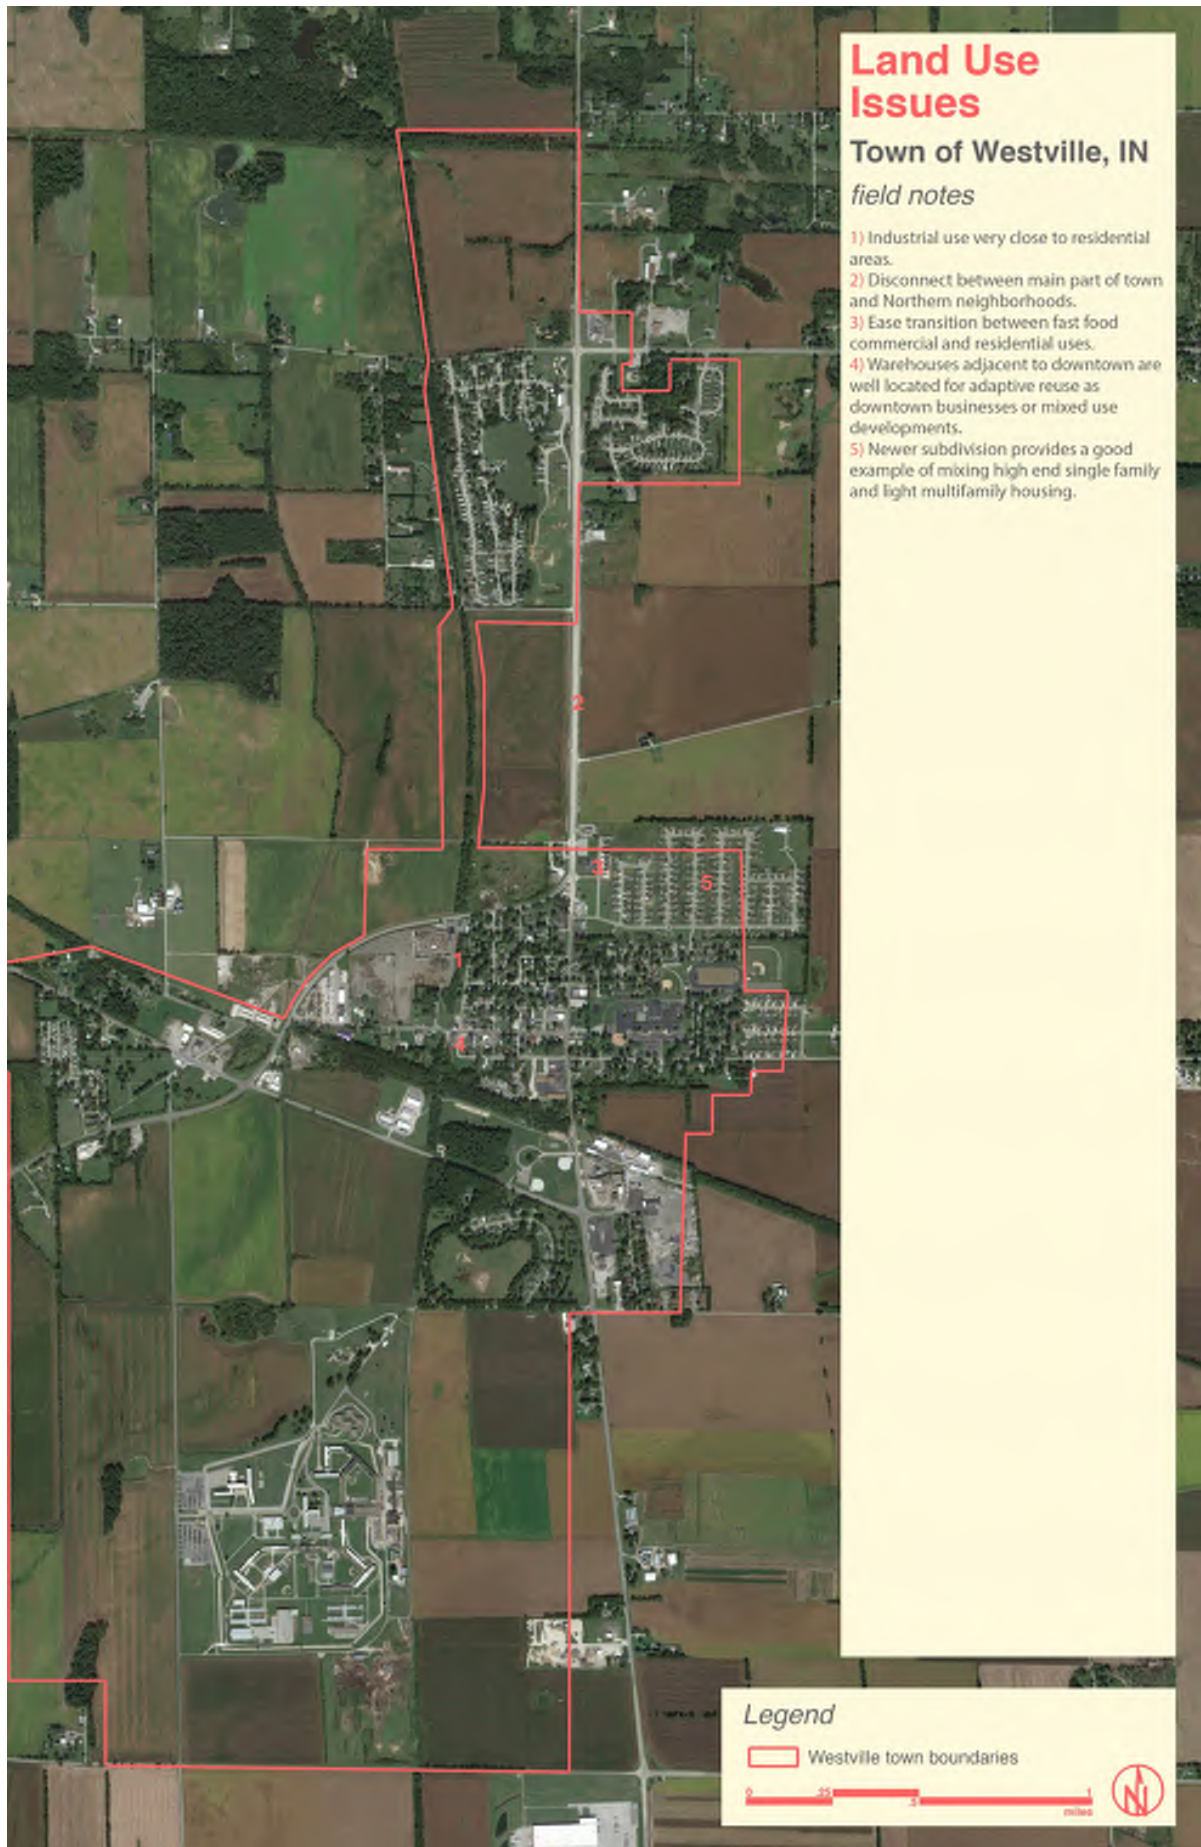 Land Use
Issues
Town of Westville, IN
field notes
1) Industrial use very close to residential
areas.
2) Disconnect between main part of town
and Northern neighborhoods.
3) Ease transition between fast food
commercial and residential uses.
4) Warehouses adjacent to downtown are
well located for adaptive reuse as
downtown businesses or mixed use
developments.
5) Newer subdivision provides a good
example of mixing high end single family
and light multifamily housing.
2
3
5
1
4
Legend
Westville town boundaries
0 .25 .5 1
miles
N